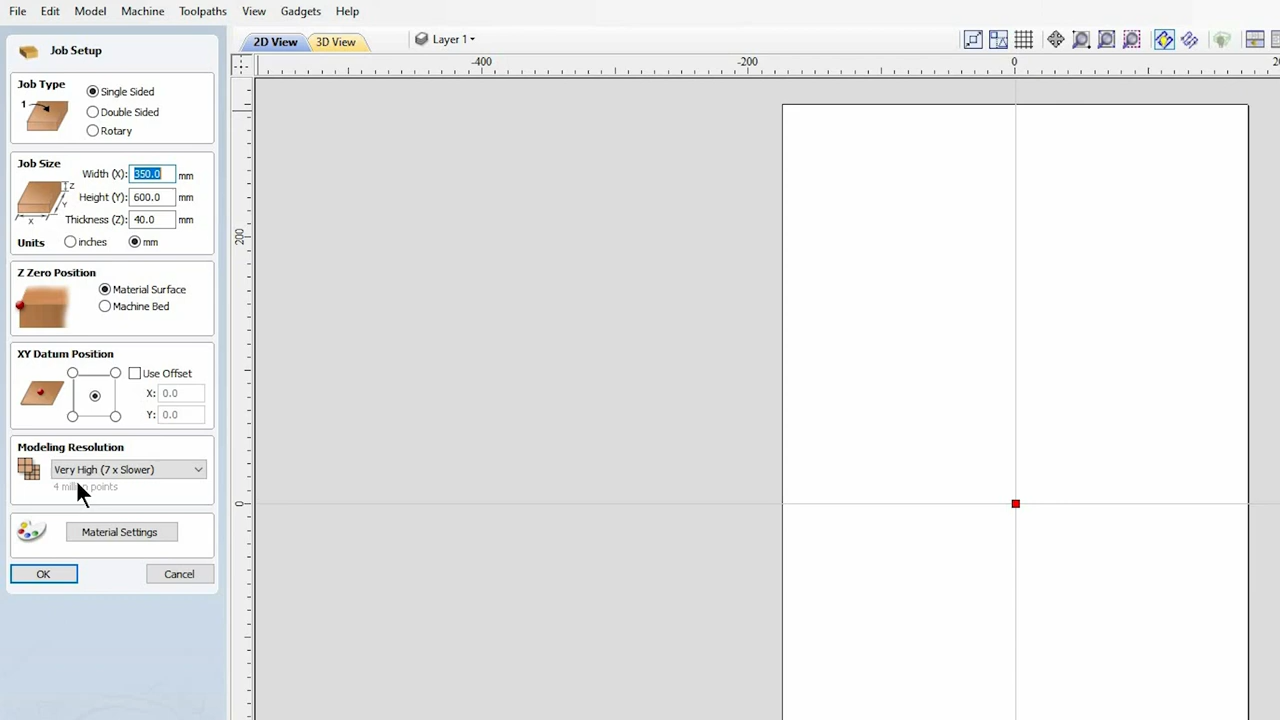 File Edit Model Machine Toolpaths View Gadgets Help
Job Setup
Job Type
1
Single Sided
Double Sided
Rotary
Job Size
Width (X): 350.0 mm
Height (Y): 600.0 mm
Thickness (Z): 40.0 mm
Z
Y
X
Units inches mm
Z Zero Position
Material Surface
Machine Bed
XY Datum Position
Use Offset
X: 0.0
Y: 0.0
Modeling Resolution
Very High (7 x Slower)
4 million points
Material Settings
OK Cancel
2D View 3D View Layer 1
-400 -200 0
200
0